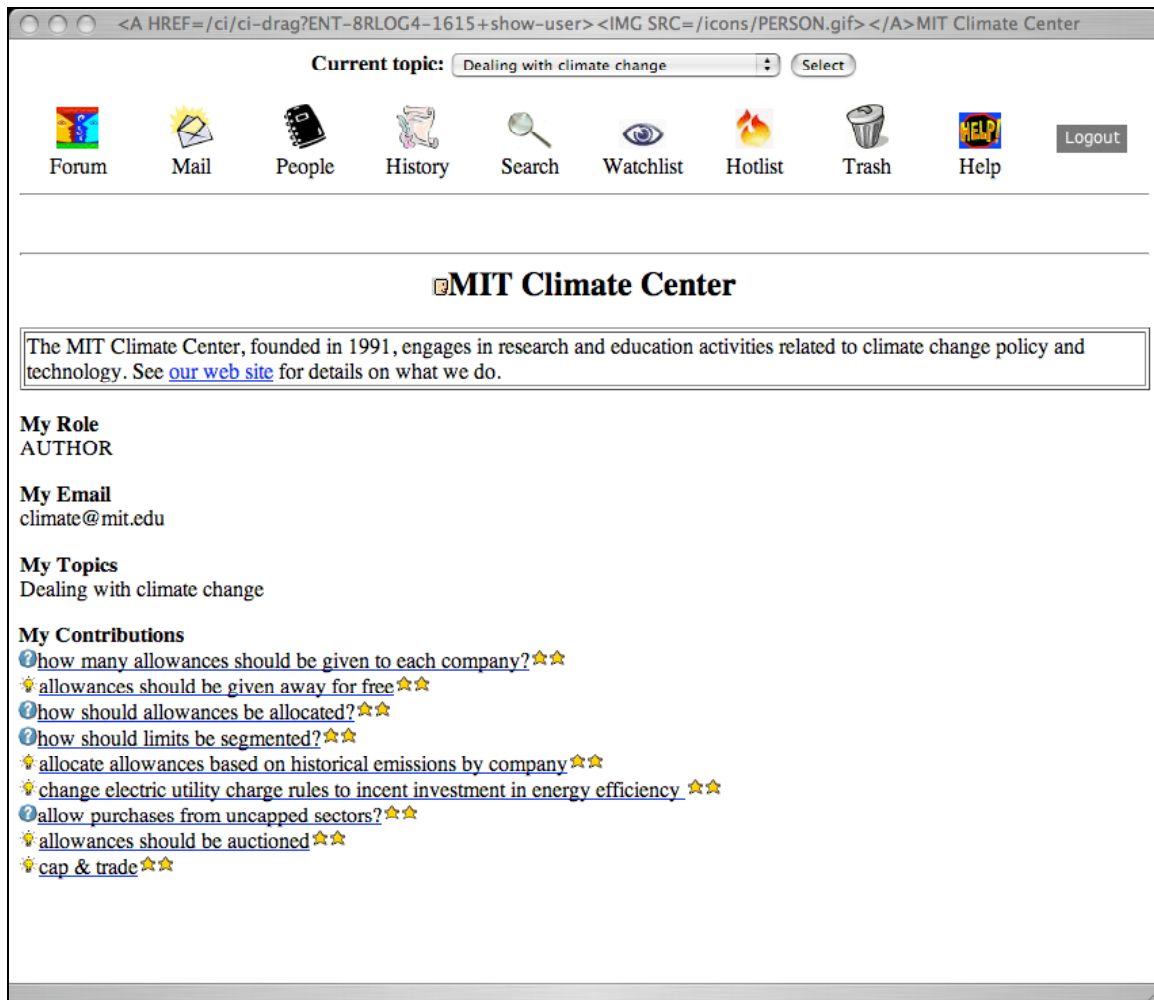 <A HREF=/ci/ci-drag?ENT-8RLOG4-1615+show-user><IMG SRC=/icons/PERSON.gif></A>MIT Climate Center
Current topic: Dealing with climate change Select
Forum Mail People History Search Watchlist Hotlist Trash HELP! Help Logout
MIT Climate Center
The MIT Climate Center, founded in 1991, engages in research and education activities related to climate change policy and
technology. See our web site for details on what we do.
My Role
AUTHOR
My Email
climate@mit.edu
My Topics
Dealing with climate change
My Contributions
how many allowances should be given to each company?
allowances should be given away for free
how should allowances be allocated?
how should limits be segmented?
allocate allowances based on historical emissions by company
change electric utility charge rules to incent investment in energy efficiency
allow purchases from uncapped sectors?
allowances should be auctioned
cap & trade